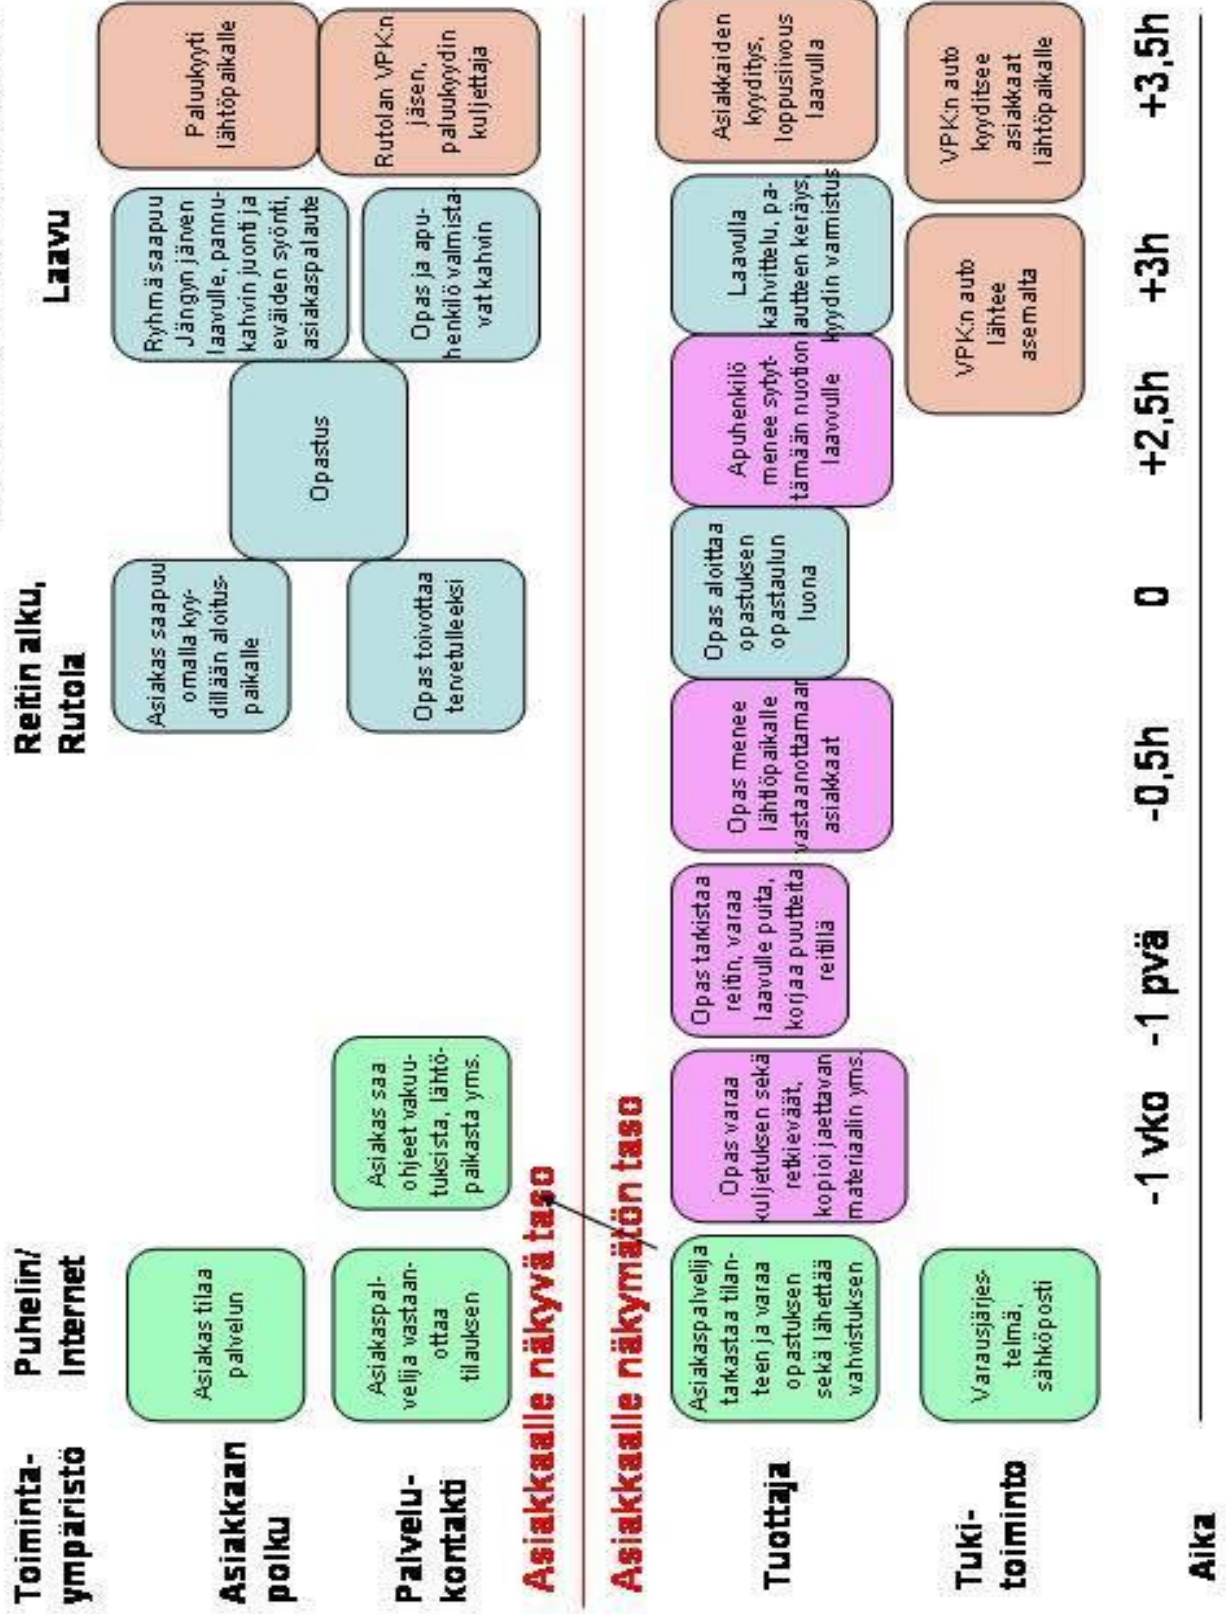 Toiminta-
ympäristö
Puhelin/
Internet
Reitin alku,
Rutola
Laavu
Asiakkaan
polku
Asiakas tilaa
palvelun
Asiakas saapuu
omalla kyy-
dillään aloitus-
paikalle
Opastus
Ryhmä saapuu
Jängyn järven
laavulle, pannu-
kahvin juonti ja
eväiden syönti,
asiakaspalaute
Paluukyyti
lähtöpaikalle
Palvelu-
kontakti
Asiakaspal-
velija vastaan-
ottaa
tilauksen
Asiakas saa
ohjeet vakuu-
tuksista, lähtö-
paikasta yms.
Opas toivottaa
tervetulleeksi
Opas ja apu-
henkilö valmista-
vat kahvin
Rutolan VPK:n
jäsen,
paluukyydin
kuljettaja
Asiakkaalle näkyvä taso
Asiakkaalle näkymätön taso
Tuottaja
Asiakaspalvelija
tarkastaa tilan-
teen ja varaa
opastuksen
sekä lähettää
vahvistuksen
Opas varaa
kuljetuksen sekä
retkieväät,
kopioi jaettavan
materiaalin yms.
Opas tarkistaa
reitin, varaa
laavulle puita,
korjaa puutteita
reitillä
Opas menee
lähtöpaikalle
vastaanottamaan
asiakkaat
Opas aloittaa
opastuksen
opastaulun
luona
Apuhenkilö
menee sytyt-
tämään nuotion
laavulle
Laavulla
kahvittelu, pa-
lautteen keräys,
kyydin varmistus
Asiakkaiden
kyyditys,
loppusiivous
laavulla
Tuki-
toiminto
Varausjärjes-
telmä,
sähköposti
VPK:n auto
lähtee
asemalta
VPK:n auto
kyyditsee
asiakkaat
lähtöpaikalle
Aika
-1 vko
-1 pvä
-0,5h
0
+2,5h
+3h
+3,5h